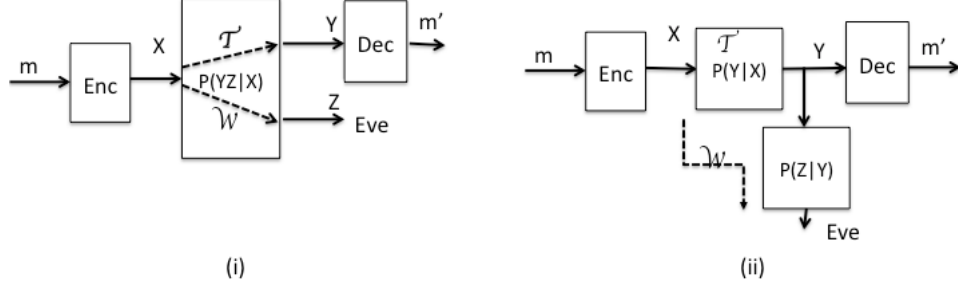 m
Enc
X
𝒯
P(YZ|X)
𝒲
Y
Dec
m'
Z
Eve
(i)
m
Enc
X
𝒯
P(Y|X)
Y
Dec
m'
𝒲
P(Z|Y)
Eve
(ii)